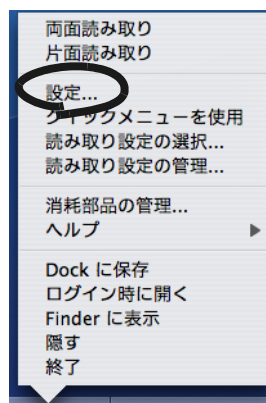 両面読み取り
片面読み取り
設定...
クイックメニューを使用
読み取り設定の選択...
読み取り設定の管理...
消耗部品の管理...
ヘルプ
Dock に保存
ログイン時に開く
Finder に表示
隠す
終了